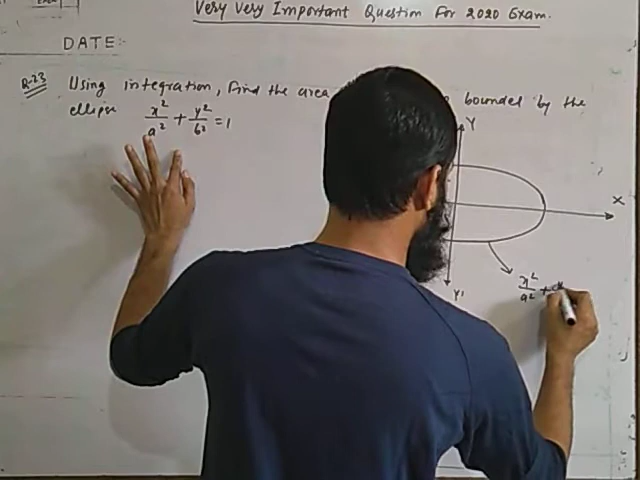 Very Very Important Question For 2020 Exam.
DATE:-
Q-23 Using integration, Find the area bounded by the
ellipse x²/a² + y²/b² = 1
Y
X
Y'
x²/a² +